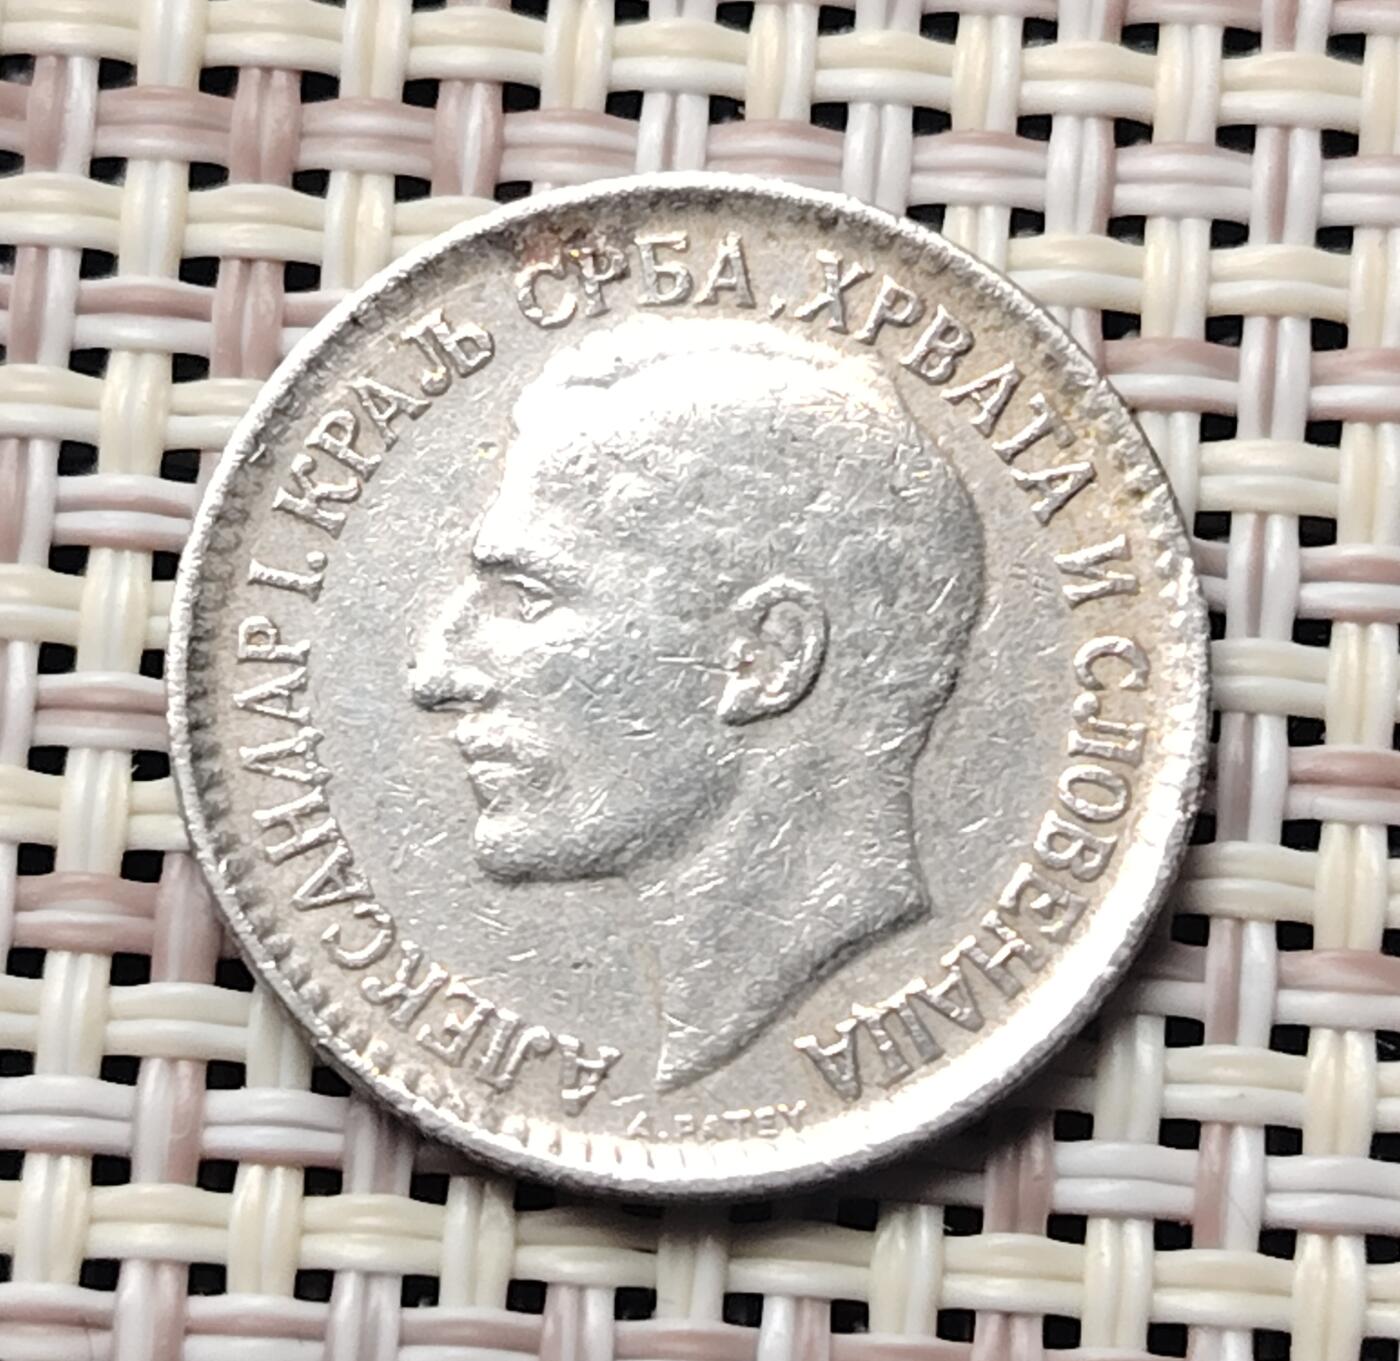 АЛЕКСАНДАР I. КРАЉ СРБА, ХРВАТА И СЛОВЕНАЦА
A. PATEY